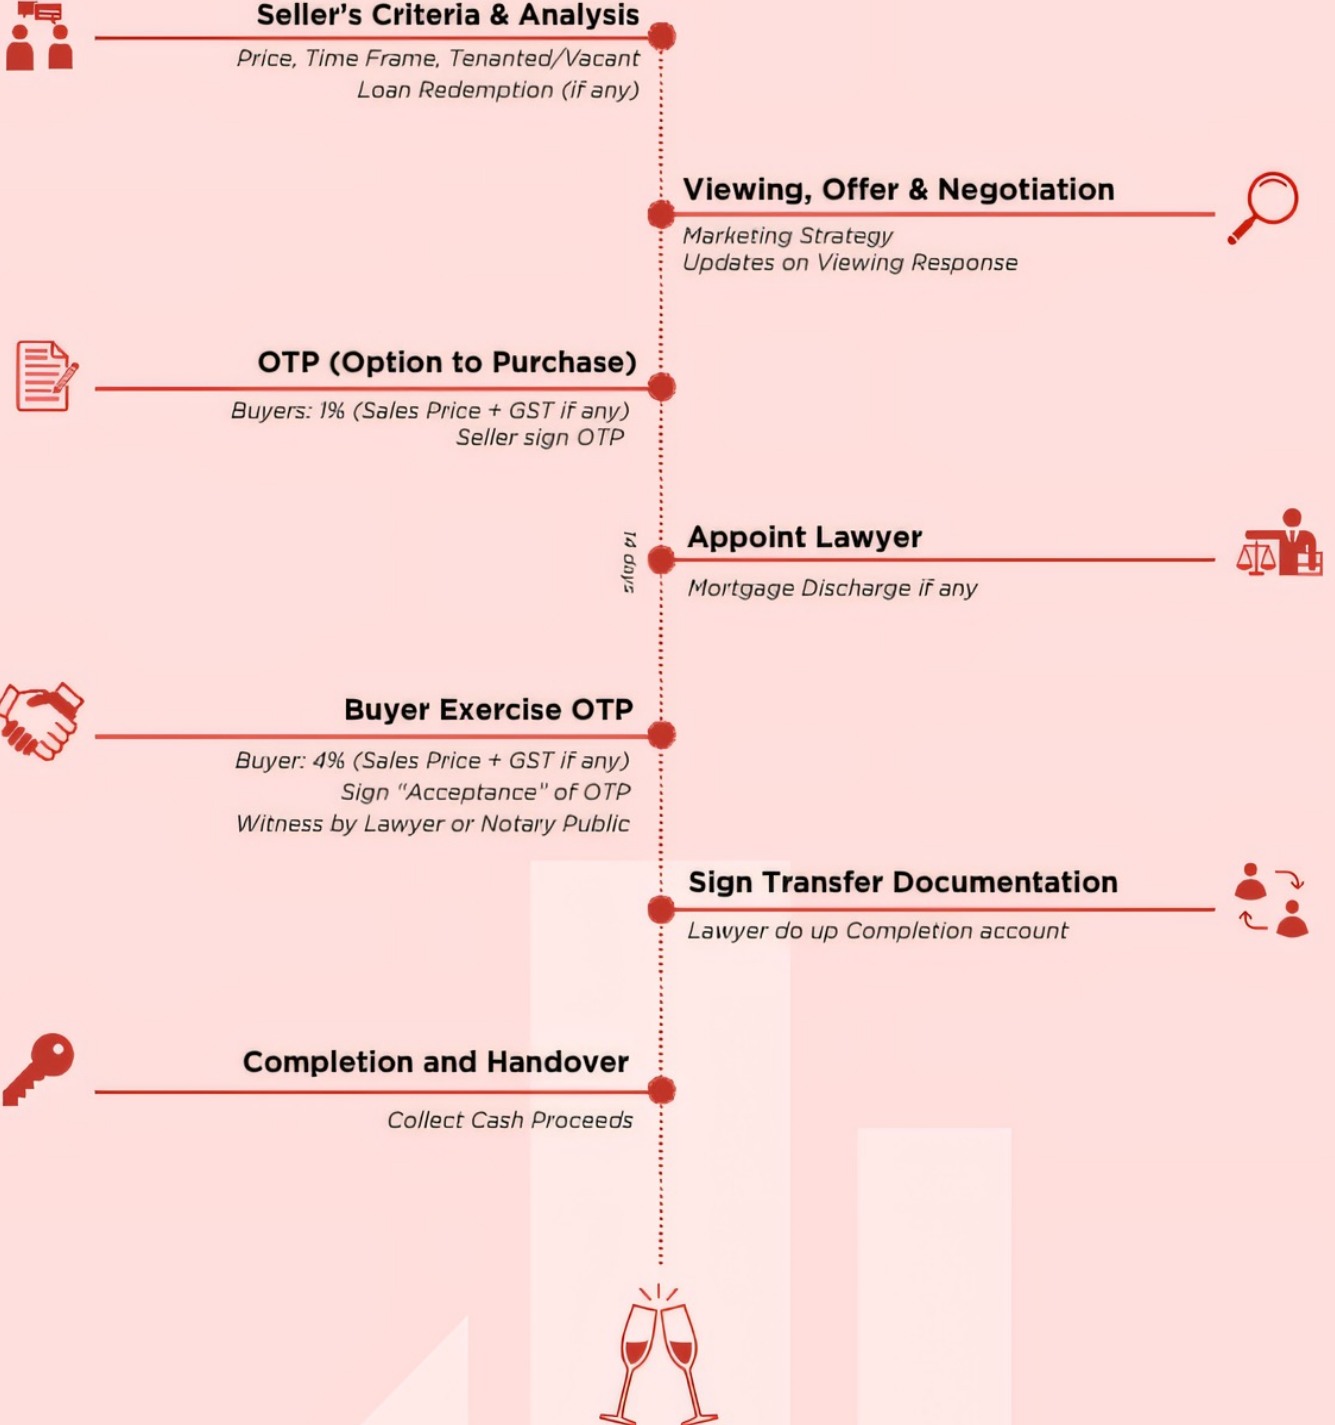 Seller's Criteria & Analysis
Price, Time Frame, Tenanted/Vacant
Loan Redemption (if any)
Viewing, Offer & Negotiation
Marketing Strategy
Updates on Viewing Response
OTP (Option to Purchase)
Buyers: 1% (Sales Price + GST if any)
Seller sign OTP
14 days
Appoint Lawyer
Mortgage Discharge if any
Buyer Exercise OTP
Buyer: 4% (Sales Price + GST if any)
Sign “Acceptance” of OTP
Witness by Lawyer or Notary Public
Sign Transfer Documentation
Lawyer do up Completion account
Completion and Handover
Collect Cash Proceeds